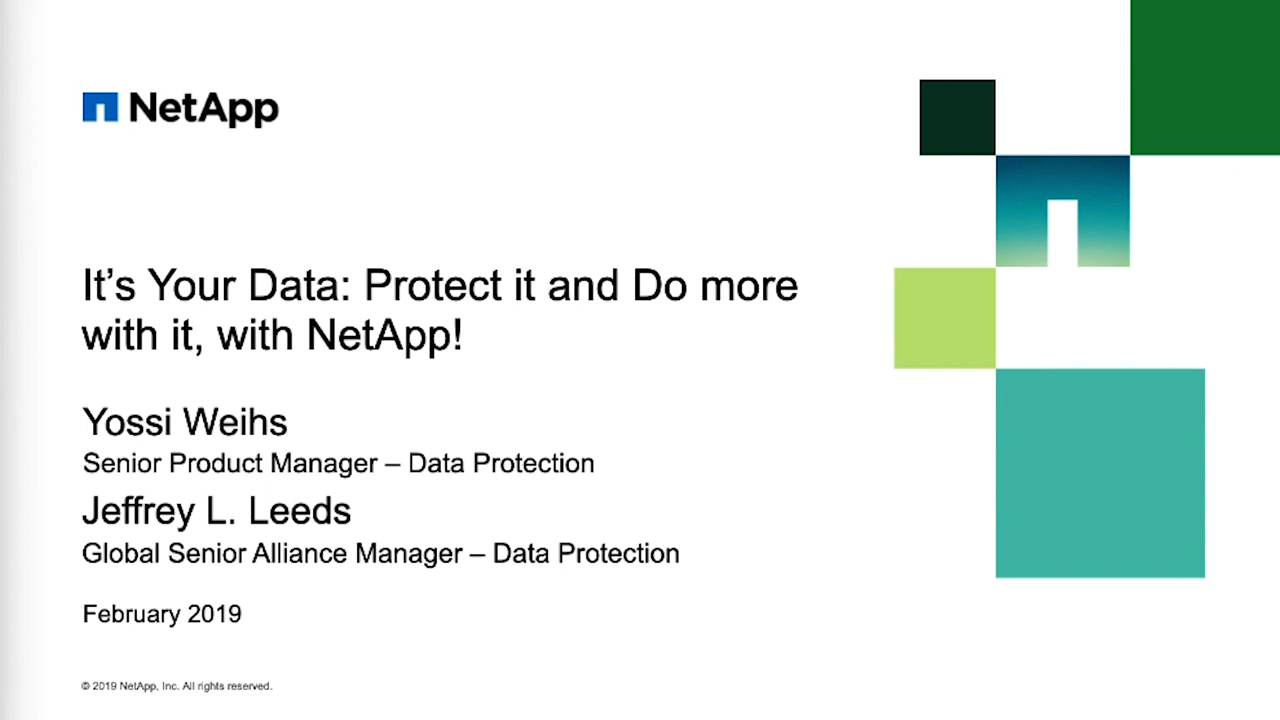 NetApp
It's Your Data: Protect it and Do more
with it, with NetApp!
Yossi Weihs
Senior Product Manager – Data Protection
Jeffrey L. Leeds
Global Senior Alliance Manager – Data Protection
February 2019
© 2019 NetApp, Inc. All rights reserved.